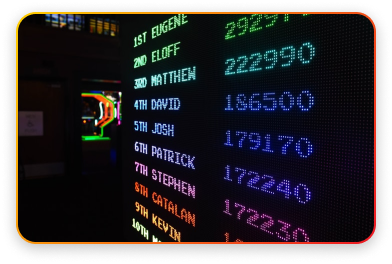 1ST EUGENE
2ND ELOFF 222990
3RD MATTHEW
4TH DAVID 186500
5TH JOSH 179170
6TH PATRICK 172240
7TH STEPHEN 172230
8TH CATALAN
9TH KEVIN
10TH